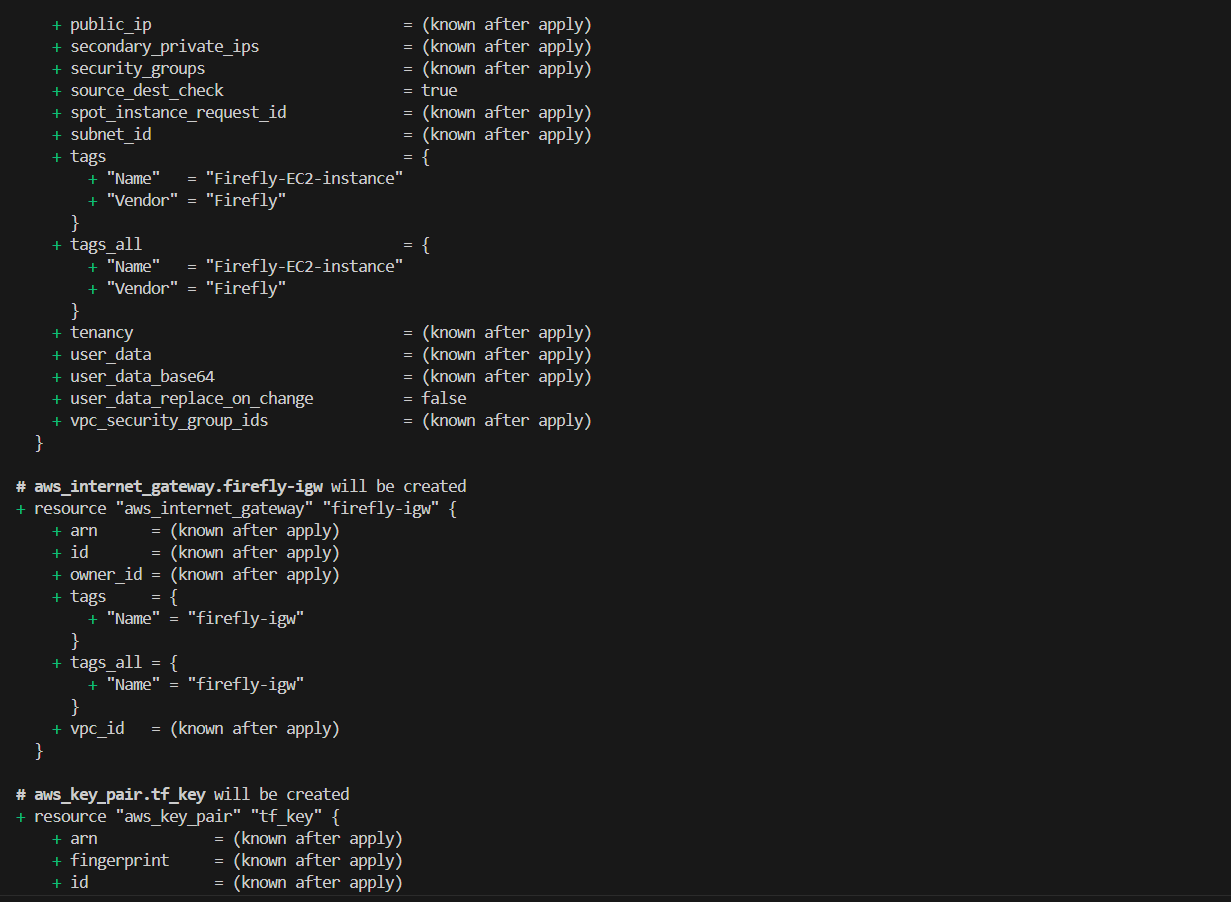 + public_ip                            = (known after apply)
+ secondary_private_ips                = (known after apply)
+ security_groups                      = (known after apply)
+ source_dest_check                    = true
+ spot_instance_request_id             = (known after apply)
+ subnet_id                            = (known after apply)
+ tags                                 = {
+ "Name"   = "Firefly-EC2-instance"
+ "Vendor" = "Firefly"
}
+ tags_all                             = {
+ "Name"   = "Firefly-EC2-instance"
+ "Vendor" = "Firefly"
}
+ tenancy                              = (known after apply)
+ user_data                            = (known after apply)
+ user_data_base64                     = (known after apply)
+ user_data_replace_on_change          = false
+ vpc_security_group_ids               = (known after apply)
}
# aws_internet_gateway.firefly-igw will be created
+ resource "aws_internet_gateway" "firefly-igw" {
+ arn      = (known after apply)
+ id       = (known after apply)
+ owner_id = (known after apply)
+ tags     = {
+ "Name" = "firefly-igw"
}
+ tags_all = {
+ "Name" = "firefly-igw"
}
+ vpc_id   = (known after apply)
}
# aws_key_pair.tf_key will be created
+ resource "aws_key_pair" "tf_key" {
+ arn             = (known after apply)
+ fingerprint     = (known after apply)
+ id              = (known after apply)